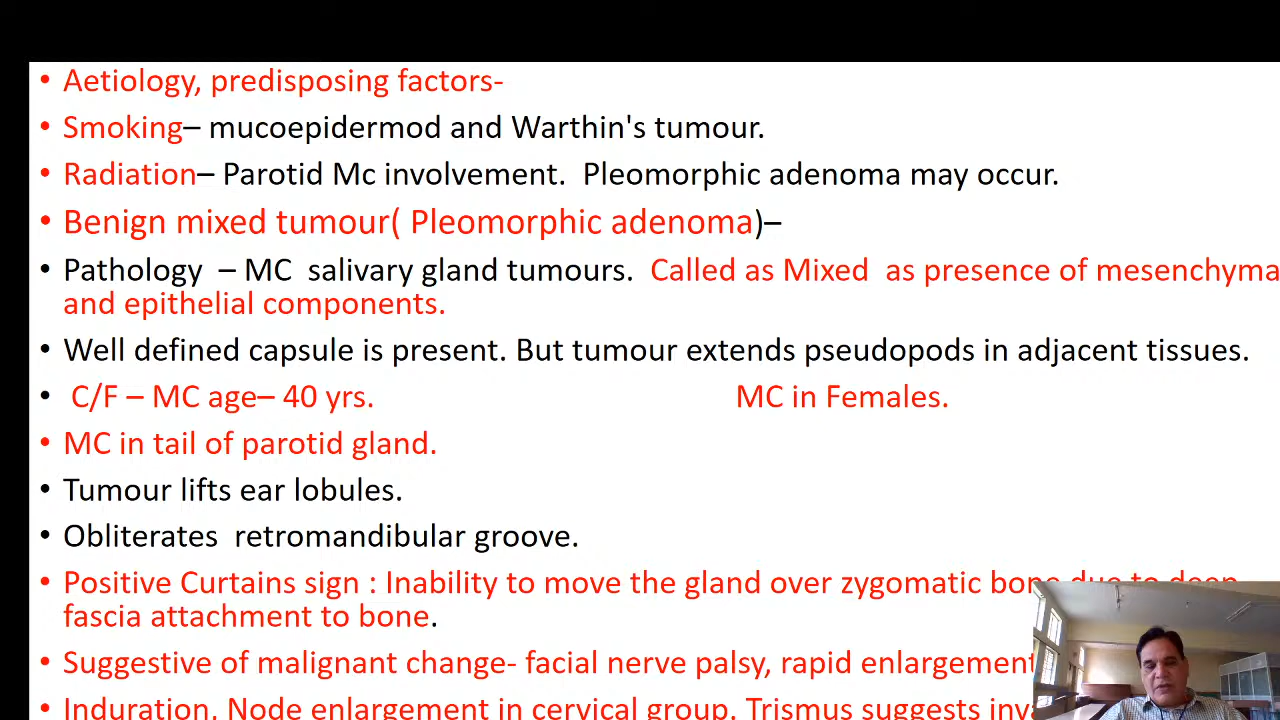 • Aetiology, predisposing factors-
• Smoking– mucoepidermod and Warthin's tumour.
• Radiation– Parotid Mc involvement.  Pleomorphic adenoma may occur.
• Benign mixed tumour( Pleomorphic adenoma)–
• Pathology  – MC  salivary gland tumours.  Called as Mixed  as presence of mesenchyma
and epithelial components.
• Well defined capsule is present. But tumour extends pseudopods in adjacent tissues.
• C/F – MC age– 40 yrs. MC in Females.
• MC in tail of parotid gland.
• Tumour lifts ear lobules.
• Obliterates  retromandibular groove.
• Positive Curtains sign : Inability to move the gland over zygomatic bone due to deep
fascia attachment to bone.
• Suggestive of malignant change- facial nerve palsy, rapid enlargement
• Induration, Node enlargement in cervical group, Trismus suggests